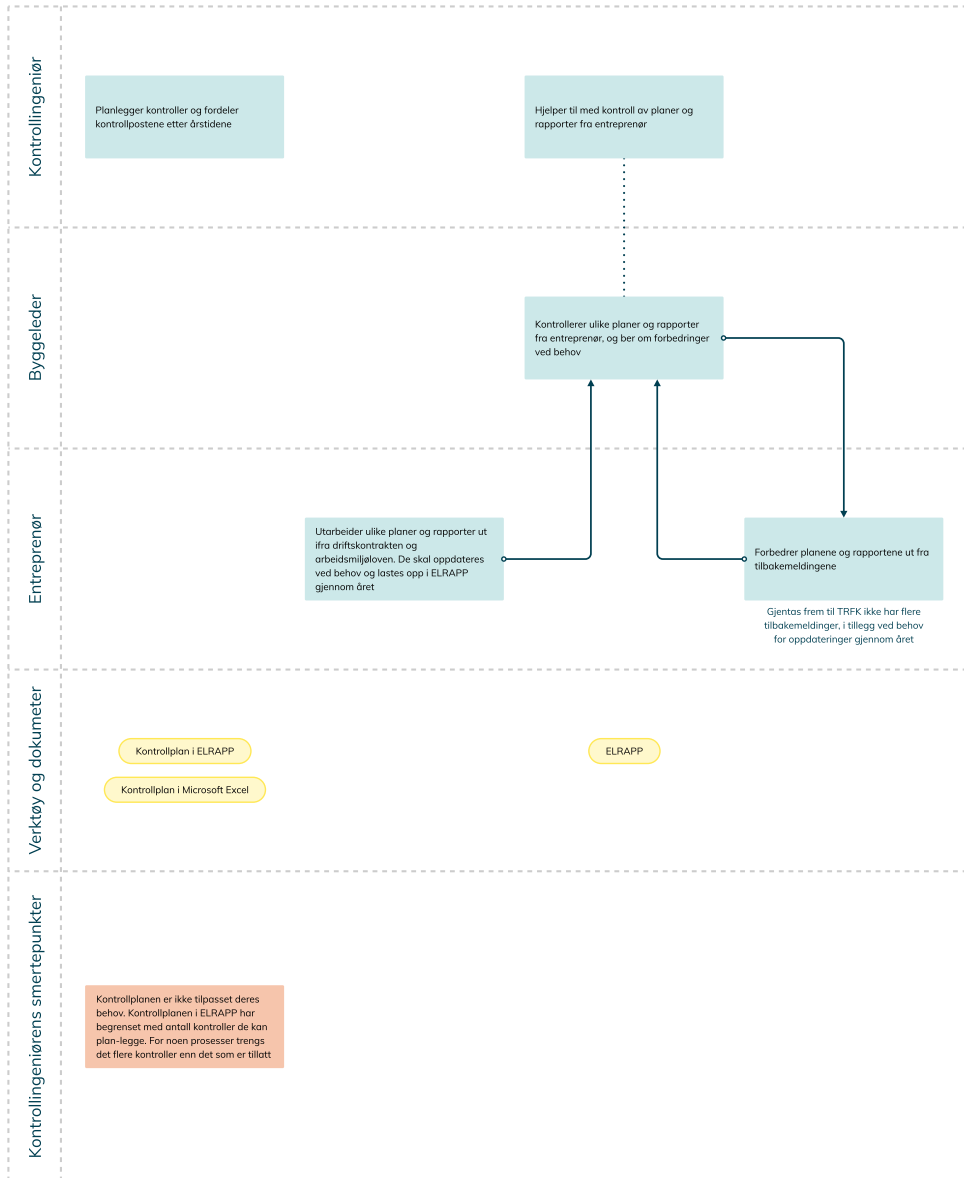 Kontrollingeniør
Planlegger kontroller og fordeler
kontrollpostene etter årstidene
Hjelper til med kontroll av planer og
rapporter fra entreprenør
Byggeleder
Kontrollerer ulike planer og rapporter
fra entreprenør, og ber om forbedringer
ved behov
Entreprenør
Utarbeider ulike planer og rapporter ut
ifra driftskontrakten og
arbeidsmiljøloven. De skal oppdateres
ved behov og lastes opp i ELRAPP
gjennom året
Forbedrer planene og rapportene ut fra
tilbakemeldingene
Gjentas frem til TRFK ikke har flere
tilbakemeldinger, i tillegg ved behov
for oppdateringer gjennom året
Verktøy og dokumeter
Kontrollplan i ELRAPP
Kontrollplan i Microsoft Excel
ELRAPP
Kontrollingeniørens smertepunkter
Kontrollplanen er ikke tilpasset deres
behov. Kontrollplanen i ELRAPP har
begrenset med antall kontroller de kan
plan-legge. For noen prosesser trengs
det flere kontroller enn det som er tillatt